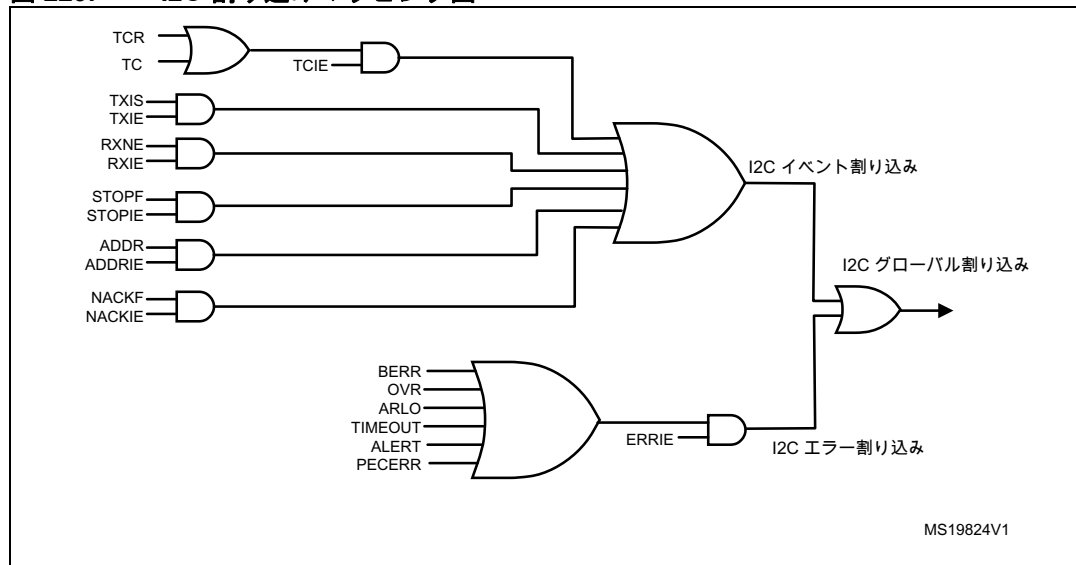 TCR
TC
TCIE
TXIS
TXIE
RXNE
RXIE
STOPF
STOPIE
ADDR
ADDRIE
NACKF
NACKIE
I2C イベント割り込み
I2C グローバル割り込み
BERR
OVR
ARLO
TIMEOUT
ALERT
PECERR
ERRIE
I2C エラー割り込み
MS19824V1